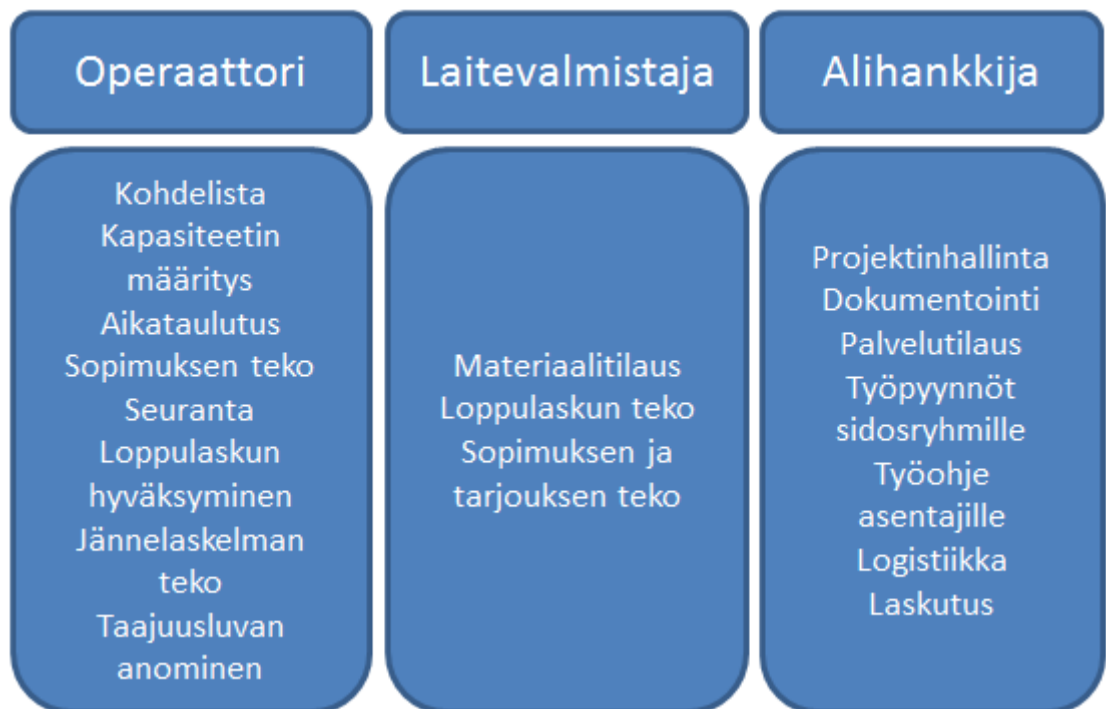 Operaattori
Laitevalmistaja
Alihankkija
Kohdelista
Kapasiteetin
määritys
Aikataulutus
Sopimuksen teko
Seuranta
Loppulaskun
hyväksyminen
Jännelaskelman
teko
Taajuusluvan
anominen
Materiaalitilaus
Loppulaskun teko
Sopimuksen ja
tarjouksen teko
Projektinhallinta
Dokumentointi
Palvelutilaus
Työpyynnöt
sidosryhmille
Työohje
asentajille
Logistiikka
Laskutus